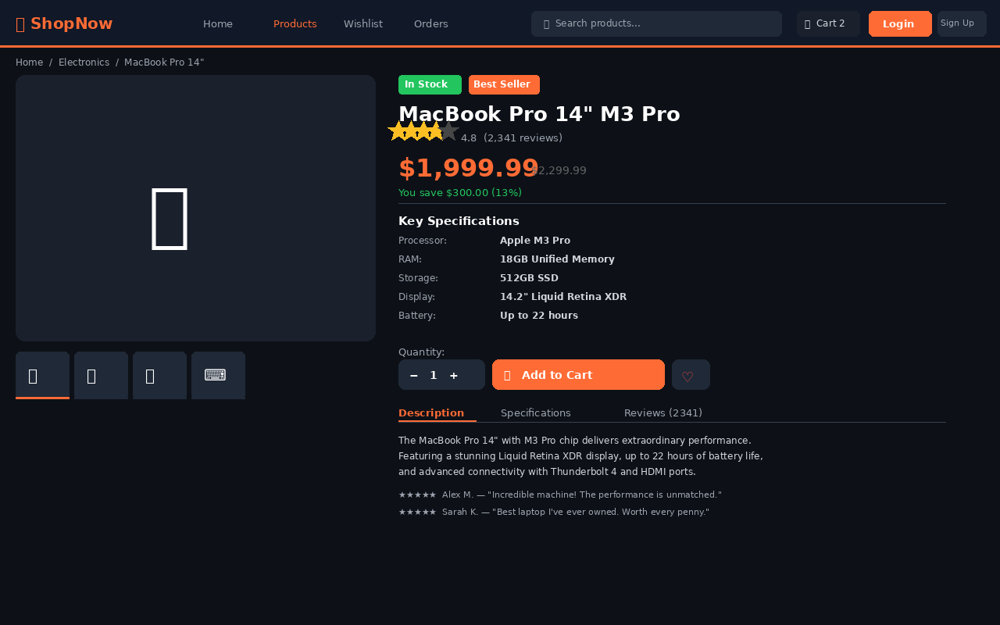 ShopNow
Home Products Wishlist Orders
Search products...
Cart 2
Login
Sign Up
Home / Electronics / MacBook Pro 14"
In Stock
Best Seller
MacBook Pro 14" M3 Pro
4.8 (2,341 reviews)
$1,999.99 $2,299.99
You save $300.00 (13%)
Key Specifications
Processor: Apple M3 Pro
RAM: 18GB Unified Memory
Storage: 512GB SSD
Display: 14.2" Liquid Retina XDR
Battery: Up to 22 hours
Quantity:
− 1 +
Add to Cart
♡
Description Specifications Reviews (2341)
The MacBook Pro 14" with M3 Pro chip delivers extraordinary performance.
Featuring a stunning Liquid Retina XDR display, up to 22 hours of battery life,
and advanced connectivity with Thunderbolt 4 and HDMI ports.
★★★★★ Alex M. — "Incredible machine! The performance is unmatched."
★★★★★ Sarah K. — "Best laptop I've ever owned. Worth every penny."